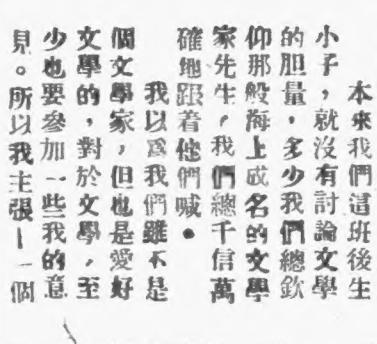 本來我們這班後生
小子，就沒有討論文學
的胆量，多少我們總欽
仰那般海上成名的文學
家先生，我們總千信萬
確地跟着他們喊。
我以爲我們雖不是
個文學家，但也是愛好
文學的，對於文學，至
少也要參加一些我的意
見。所以我主張—一個